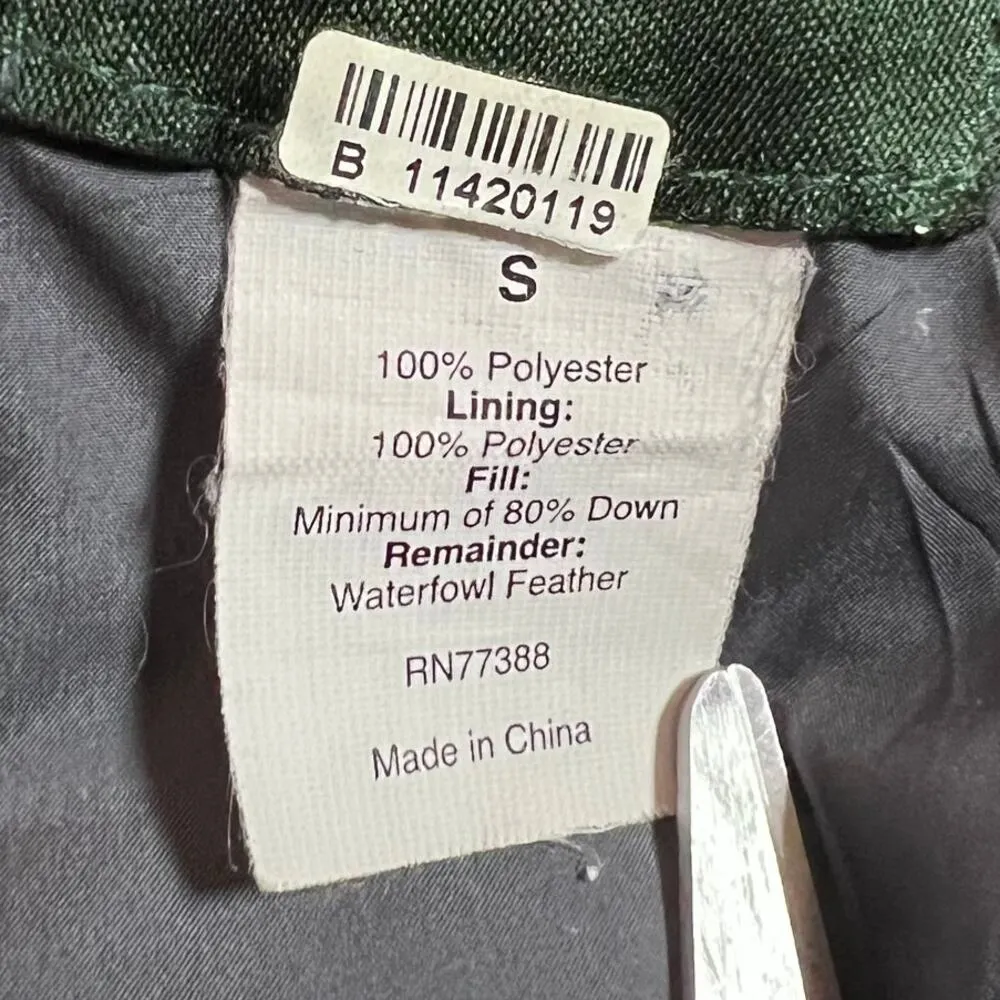 B 11420119
S
100% Polyester
Lining:
100% Polyester
Fill:
Minimum of 80% Down
Remainder:
Waterfowl Feather
RN77388
Made in China